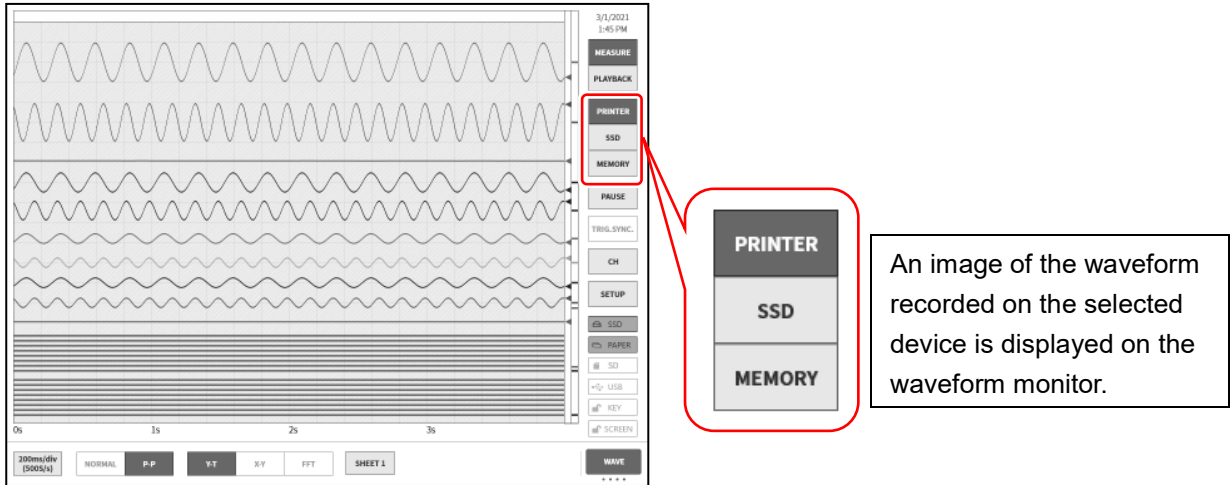 3/1/2021
1:45 PM
MEASURE
PLAYBACK
PRINTER
SSD
MEMORY
PAUSE
TRIG.SYNC.
CH
SETUP
SSD
PAPER
SD
USB
KEY
SCREEN
0s 1s 2s 3s
200ms/div
(500S/s)
NORMAL P-P Y-T X-Y FFT SHEET 1 WAVE
PRINTER
SSD
MEMORY
An image of the waveform
recorded on the selected
device is displayed on the
waveform monitor.